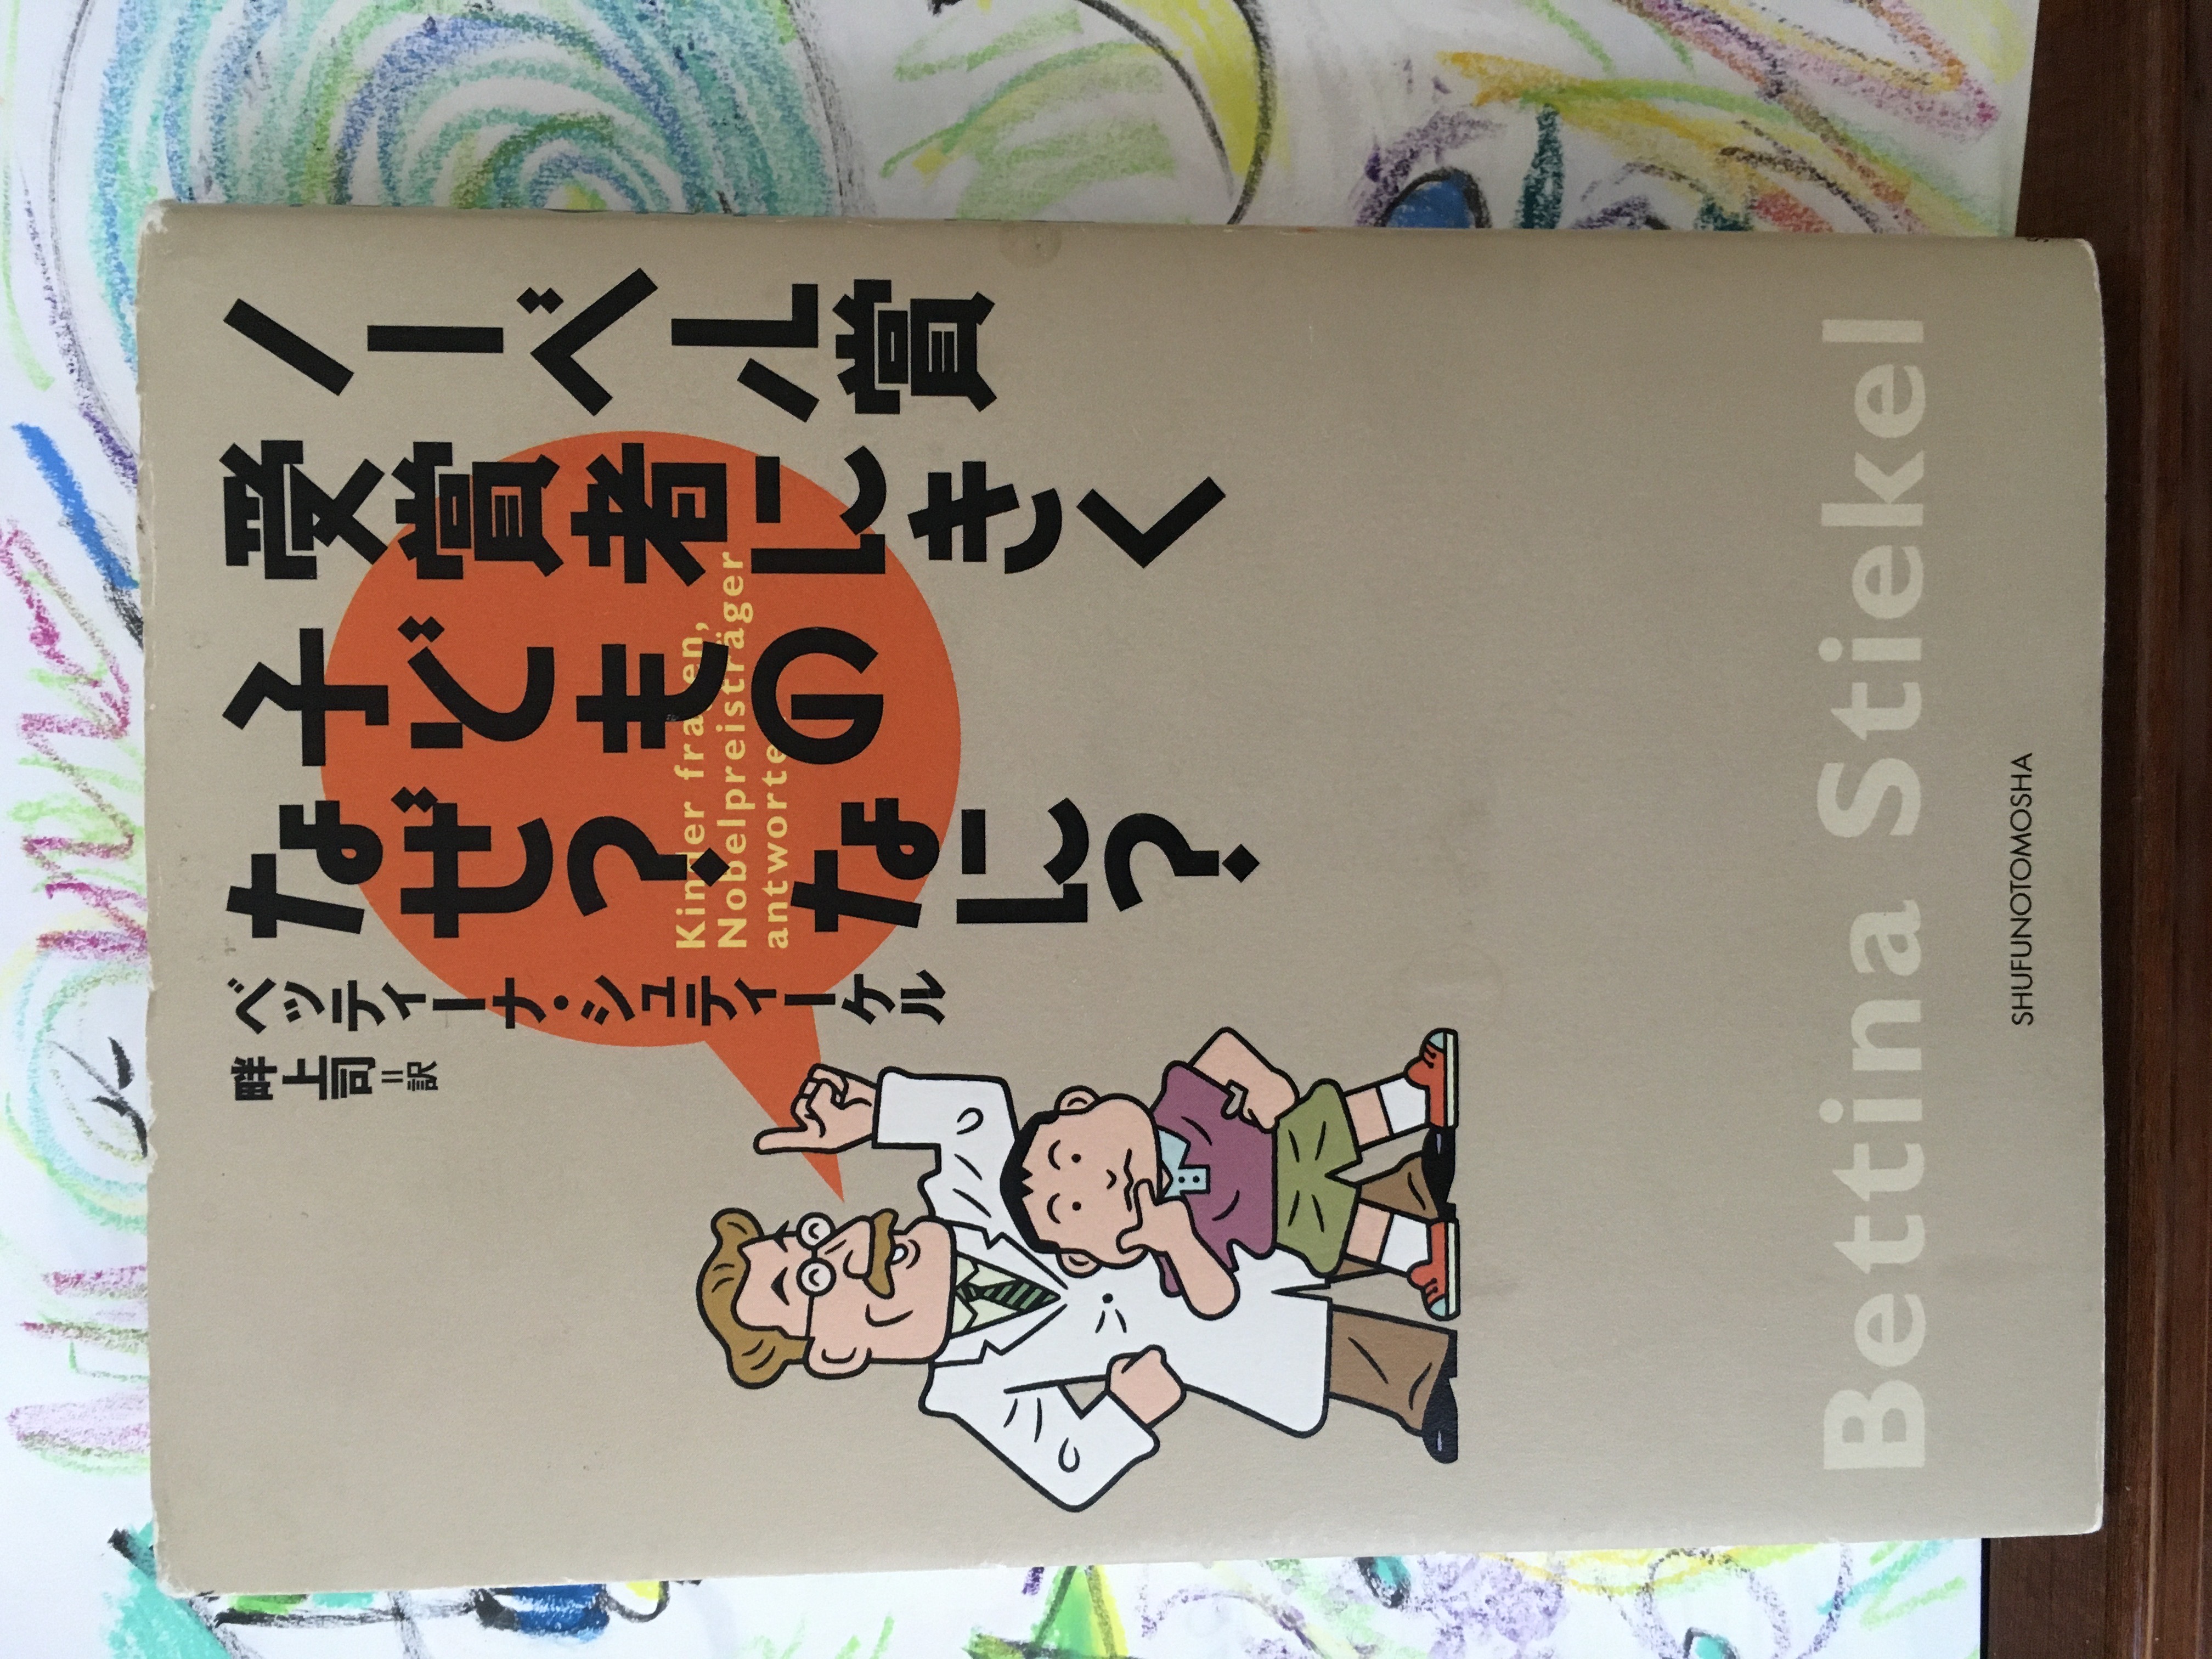 ノーベル賞
受賞者にきく
子どもの
なぜ?なに?
Kinder fragen,
Nobelpreisträger
antworten
ベッティーナ・シュティーケル
畔上司=訳
Bettina Stiekel
SHUFUNOTOMOSHA